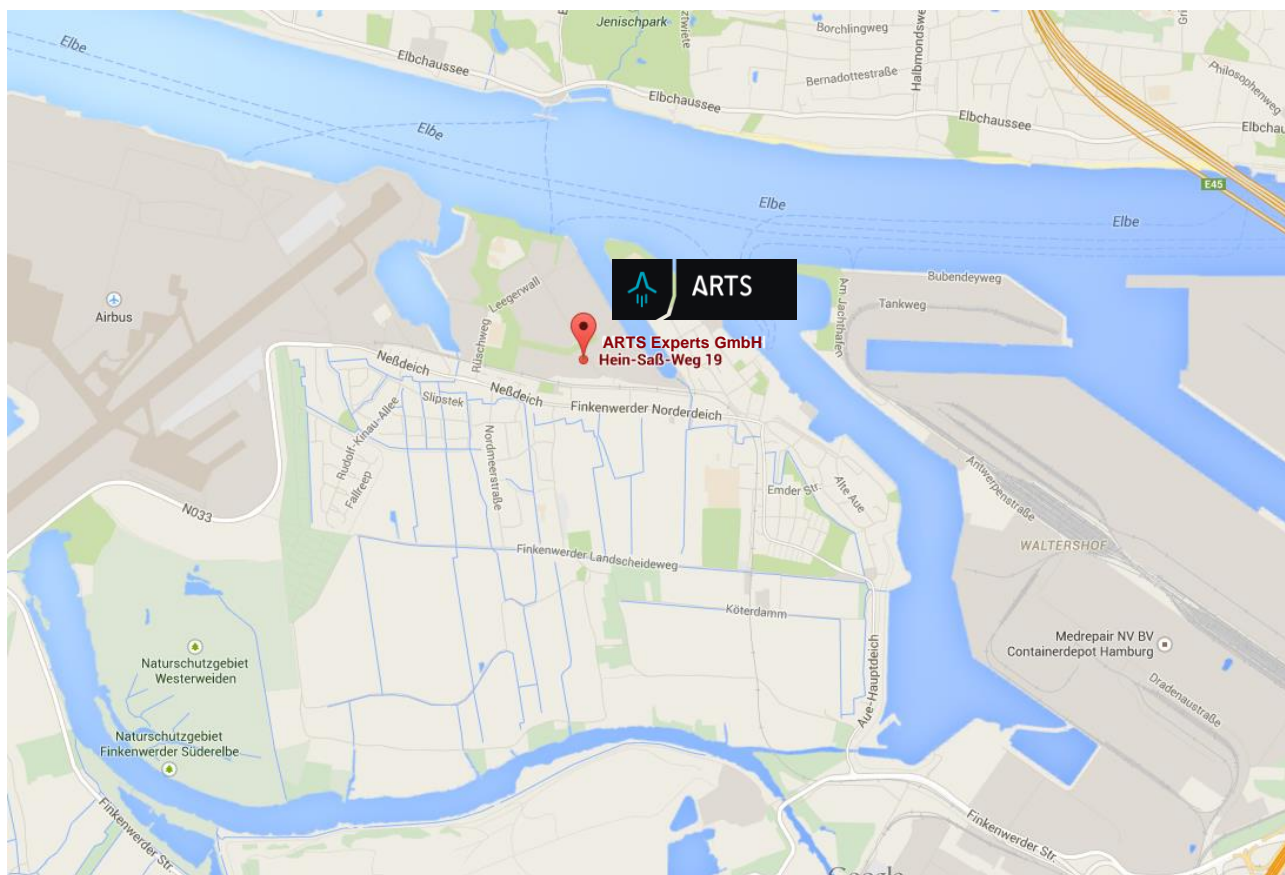 Jenischpark
Borchlingweg
Halbmondsweg
Elbe
Elbchaussee
Bernadottestraße
Philosophenweg
Elbchaussee
Elbchaussee
Elbe
E45
Elbe
Elbe
ARTS
Bubendeyweg
Leegerwall
Am Jachthafen
Tankweg
Airbus
Rüschweg
ARTS Experts GmbH
Hein-Saß-Weg 19
Neßdeich
Neßdeich
Slipstek
Finkenwerder Norderdeich
Rudolf-Kinau-Allee
Nordmeerstraße
Fallreep
Antwerpenstraße
Emder Str.
Alte Aue
N033
WALTERSHOF
Finkenwerder Landscheideweg
Köterdamm
Medrepair NV BV
Containerdepot Hamburg
Naturschutzgebiet
Westerweiden
Aue-Hauptdeich
Dradenaustraße
Naturschutzgebiet
Finkenwerder Süderelbe
Finkenwerder Str.
Finkenwerder Str.
Google